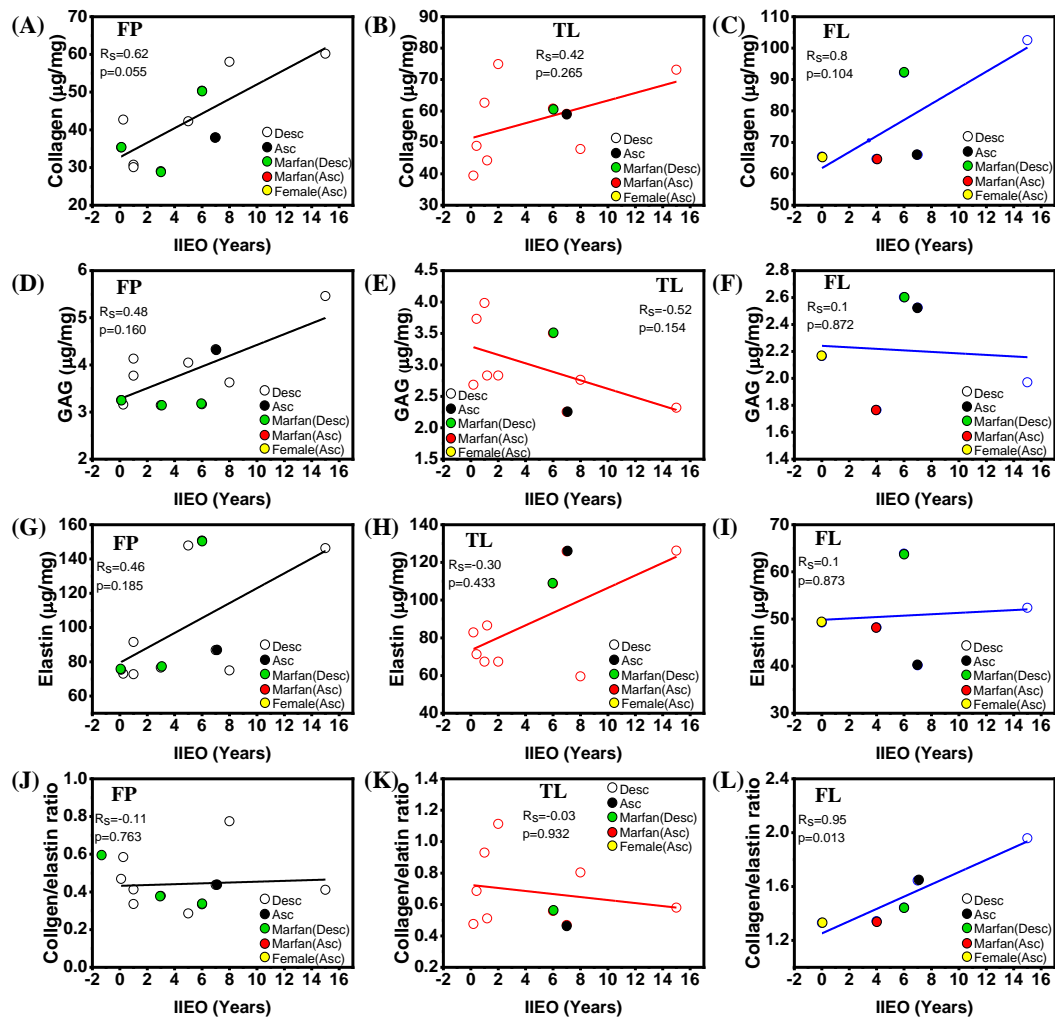 (A) FP
Collagen (µg/mg)
70
60
50
40
30
20
RS=0.62
p=0.055
Desc
Asc
Marfan(Desc)
Marfan(Asc)
Female(Asc)
-2 0 2 4 6 8 10 12 14 16
IIEO (Years)
(B) TL
Collagen (µg/mg)
90
80
70
60
50
40
30
RS=0.42
p=0.265
Desc
Asc
Marfan(Desc)
Marfan(Asc)
Female(Asc)
-2 0 2 4 6 8 10 12 14 16
IIEO (Years)
(C) FL
Collagen (µg/mg)
110
100
90
80
70
60
50
RS=0.8
p=0.104
Desc
Asc
Marfan(Desc)
Marfan(Asc)
Female(Asc)
-2 0 2 4 6 8 10 12 14 16
IIEO (Years)
(D) FP
GAG (µg/mg)
6
5
4
3
2
RS=0.48
p=0.160
Desc
Asc
Marfan(Desc)
Marfan(Asc)
Female(Asc)
-2 0 2 4 6 8 10 12 14 16
IIEO (Years)
(E) TL
GAG (µg/mg)
4.5
4.0
3.5
3.0
2.5
2.0
1.5
RS=-0.52
p=0.154
Desc
Asc
Marfan(Desc)
Marfan(Asc)
Female(Asc)
-2 0 2 4 6 8 10 12 14 16
IIEO (Years)
(F) FL
GAG (µg/mg)
2.8
2.6
2.4
2.2
2.0
1.8
1.6
1.4
RS=0.1
p=0.872
Desc
Asc
Marfan(Desc)
Marfan(Asc)
Female(Asc)
-2 0 2 4 6 8 10 12 14 16
IIEO (Years)
(G) FP
Elastin (µg/mg)
160
140
120
100
80
60
RS=0.46
p=0.185
Desc
Asc
Marfan(Desc)
Marfan(Asc)
Female(Asc)
-2 0 2 4 6 8 10 12 14 16
IIEO (Years)
(H) TL
Elastin (µg/mg)
140
120
100
80
60
40
RS=-0.30
p=0.433
Desc
Asc
Marfan(Desc)
Marfan(Asc)
Female(Asc)
-2 0 2 4 6 8 10 12 14 16
IIEO (Years)
(I) FL
Elastin (µg/mg)
70
60
50
40
30
RS=0.1
p=0.873
Desc
Asc
Marfan(Desc)
Marfan(Asc)
Female(Asc)
-2 0 2 4 6 8 10 12 14 16
IIEO (Years)
(J) FP
Collgen/elastin ratio
1.0
0.8
0.6
0.4
0.2
0.0
RS=-0.11
p=0.763
Desc
Asc
Marfan(Desc)
Marfan(Asc)
Female(Asc)
-2 0 2 4 6 8 10 12 14 16
IIEO (Years)
(K) TL
Collagen/elatin ratio
1.4
1.2
1.0
0.8
0.6
0.4
0.2
RS=-0.03
p=0.932
Desc
Asc
Marfan(Desc)
Marfan(Asc)
Female(Asc)
-2 0 2 4 6 8 10 12 14 16
IIEO (Years)
(L) FL
Collagen/elastin ratio
2.4
2.0
1.6
1.2
RS=0.95
p=0.013
Desc
Asc
Marfan(Desc)
Marfan(Asc)
Female(Asc)
-2 0 2 4 6 8 10 12 14 16
IIEO (Years)